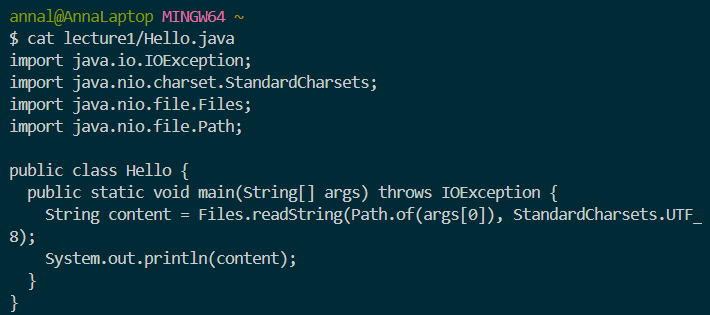 annal@AnnaLaptop MINGW64 ~
$ cat lecture1/Hello.java
import java.io.IOException;
import java.nio.charset.StandardCharsets;
import java.nio.file.Files;
import java.nio.file.Path;

public class Hello {
  public static void main(String[] args) throws IOException {
    String content = Files.readString(Path.of(args[0]), StandardCharsets.UTF_
8);
    System.out.println(content);
  }
}